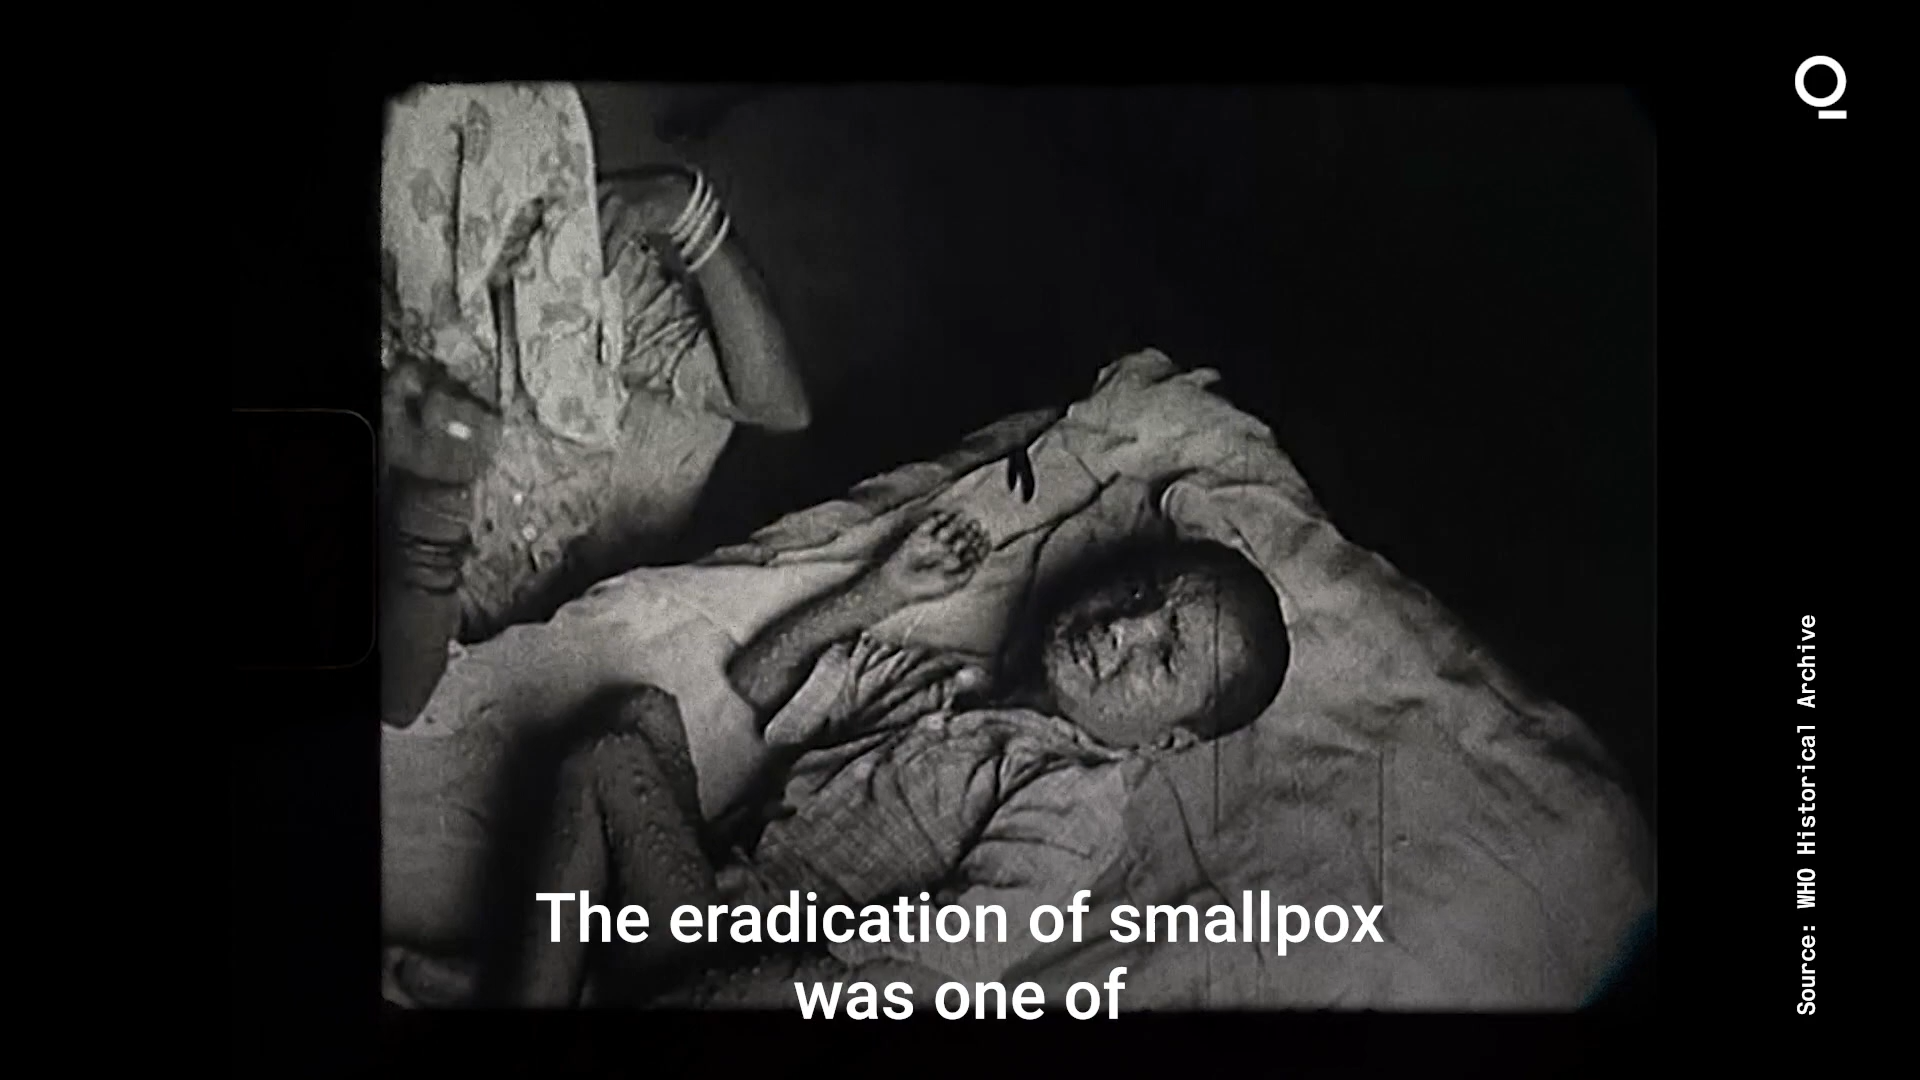 The eradication of smallpox
was one of
Source: WHO Historical Archive